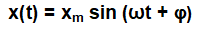 x(t) = xₘ sin (ωt + φ)